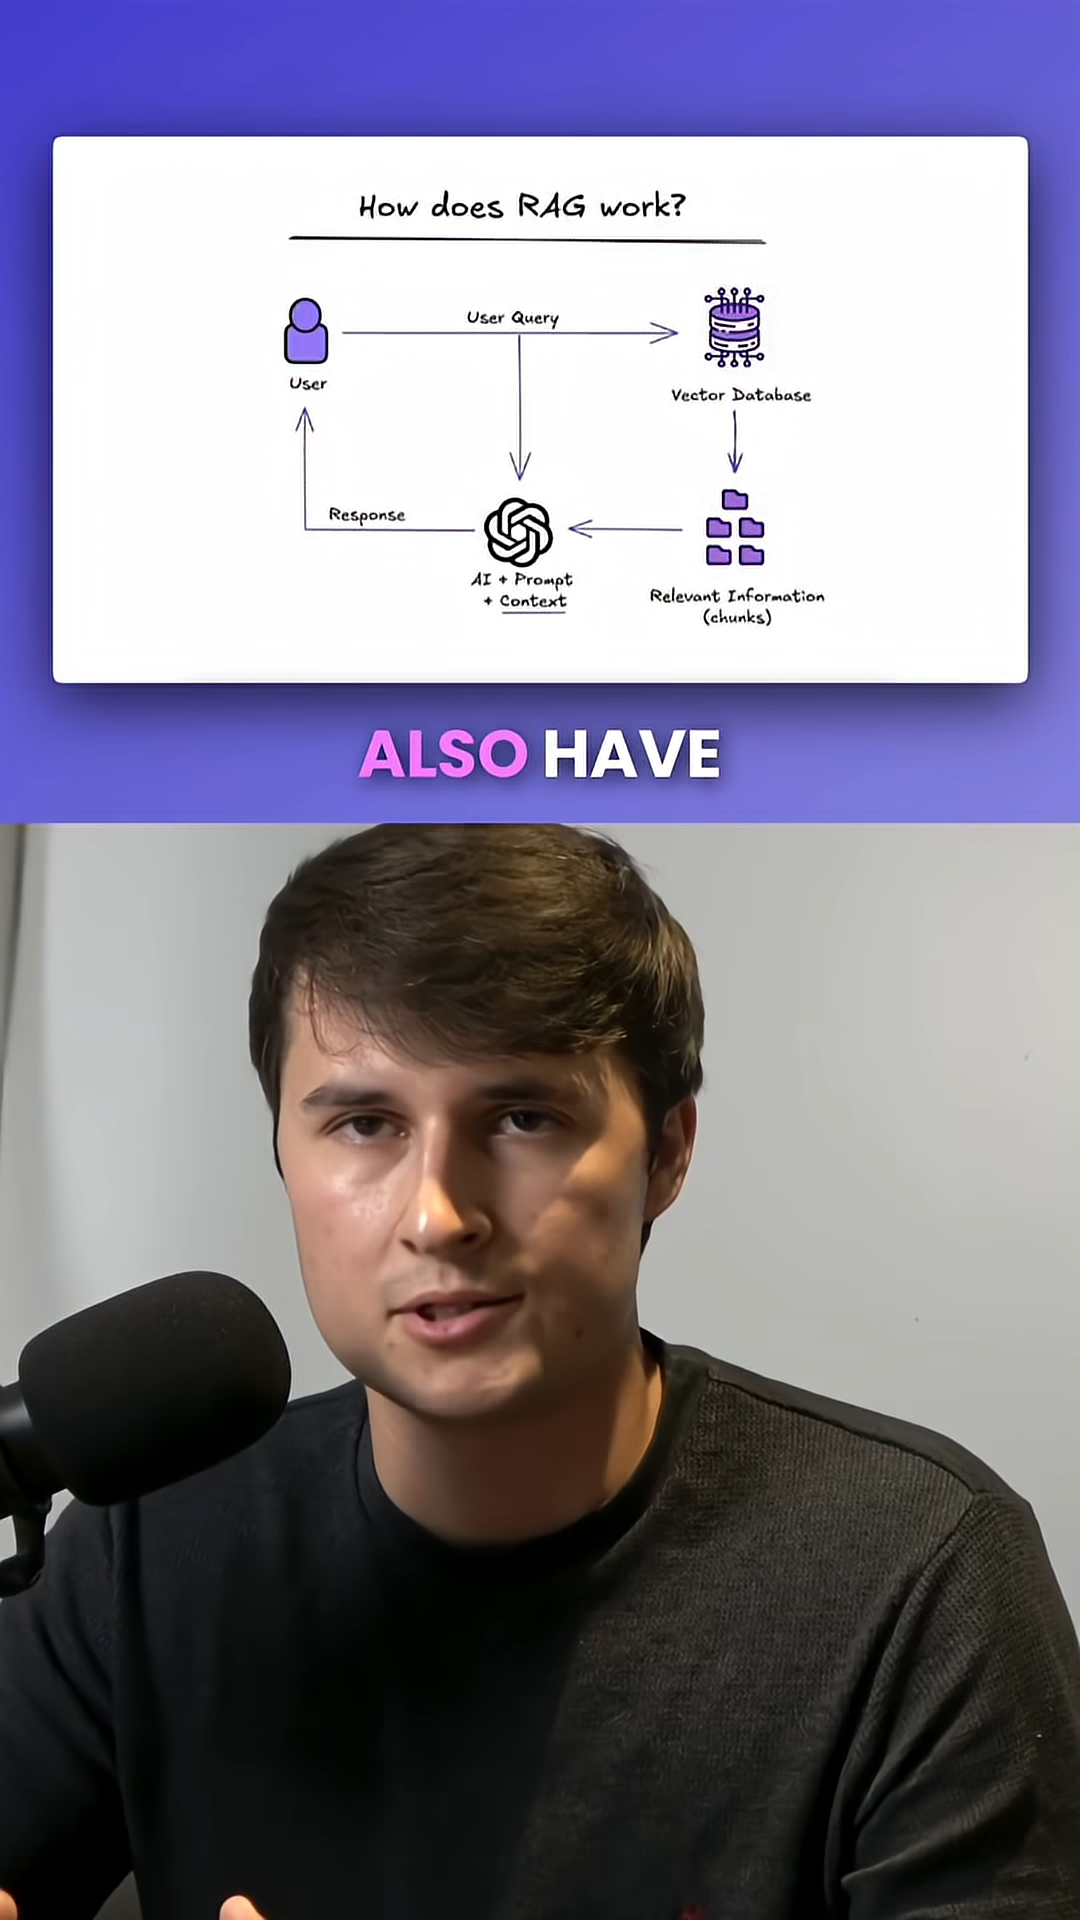 How does RAG work?
User Query
User
Vector Database
Response
AI + Prompt
+ Context
Relevant Information
(chunks)
ALSO HAVE